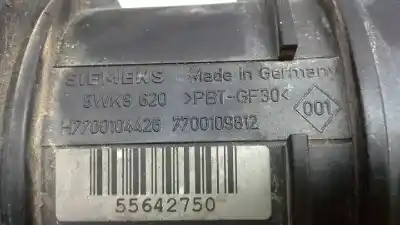 SIEMENS Made in Germany
5WK9 620 >PBT-GF30<
H7700104426 7700109812
001
55642750